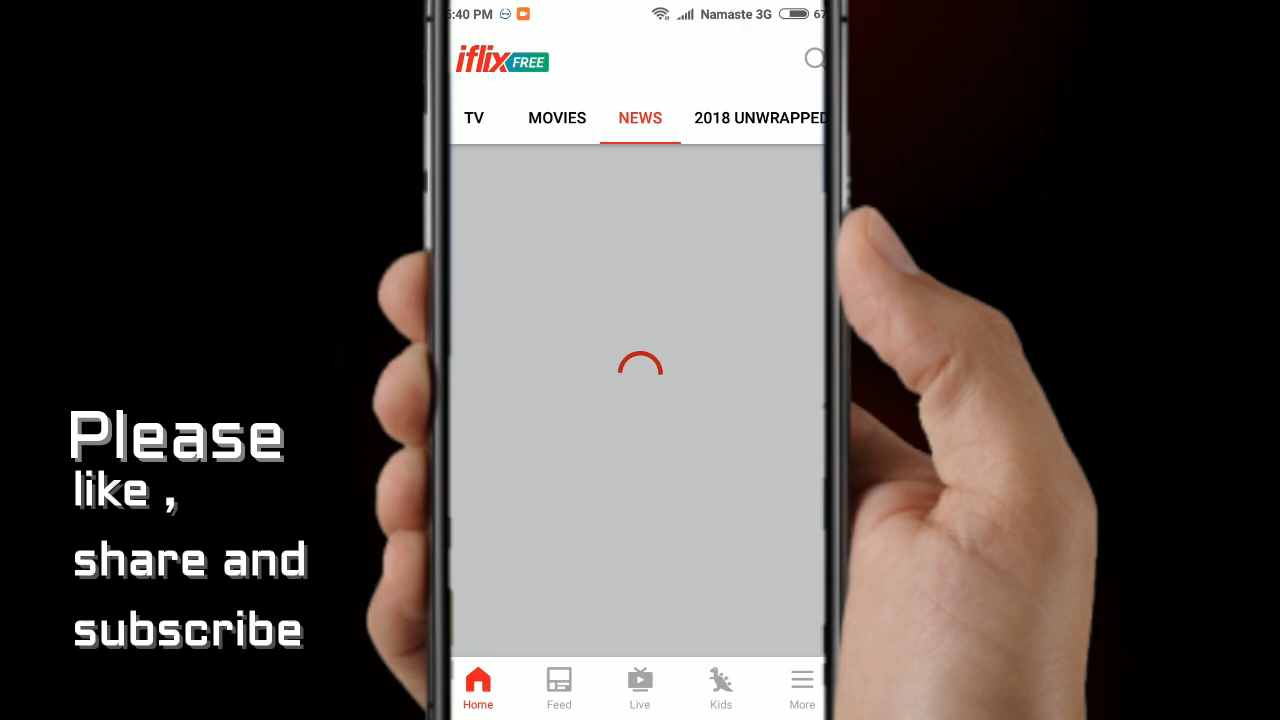 :40 PM
Namaste 3G
67
iflix FREE
TV MOVIES NEWS 2018 UNWRAPPED
Please
like ,
share and
subscribe
Home Feed Live Kids More